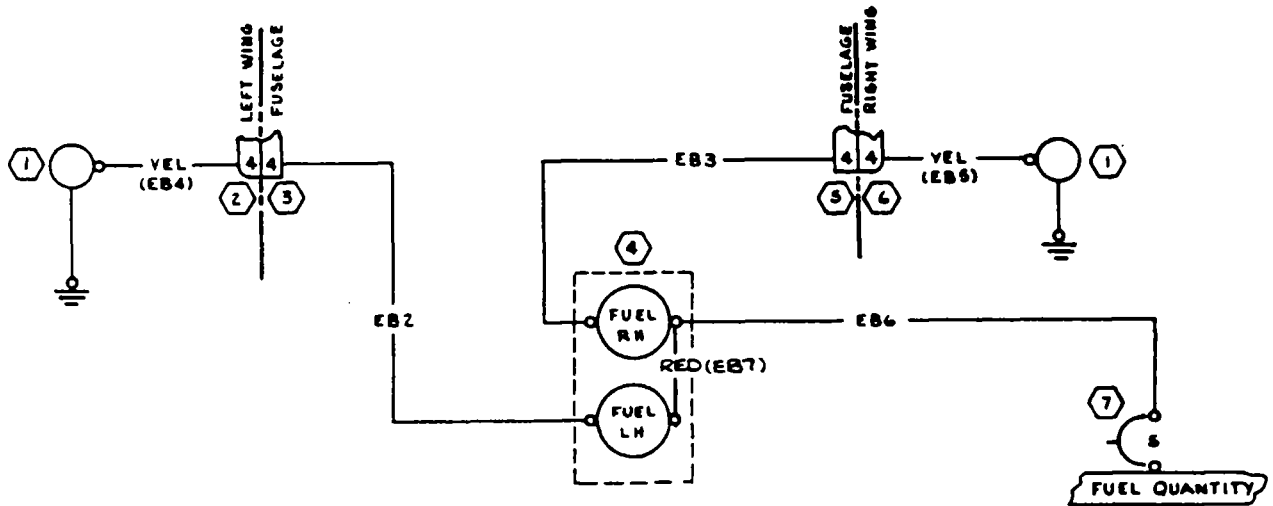 LEFT WING
FUSELAGE
FUSELAGE
RIGHT WING
1
YEL
(EB4)
4 4
2 3
EB3
4 4
5 6
YEL
(EB5)
1
4
EB2
FUEL
RH
EB6
RED (EB7)
FUEL
LH
7
5
FUEL QUANTITY